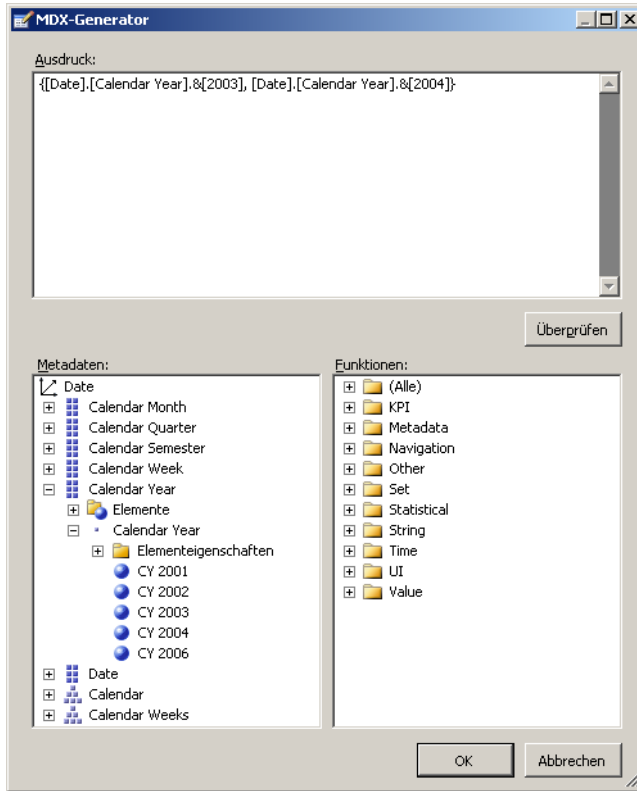 MDX-Generator
Ausdruck:
{[Date].[Calendar Year].&[2003], [Date].[Calendar Year].&[2004]}
Überprüfen
Metadaten:
Date
Calendar Month
Calendar Quarter
Calendar Semester
Calendar Week
Calendar Year
Elemente
Calendar Year
Elementeigenschaften
CY 2001
CY 2002
CY 2003
CY 2004
CY 2006
Date
Calendar
Calendar Weeks
Funktionen:
(Alle)
KPI
Metadata
Navigation
Other
Set
Statistical
String
Time
UI
Value
OK
Abbrechen